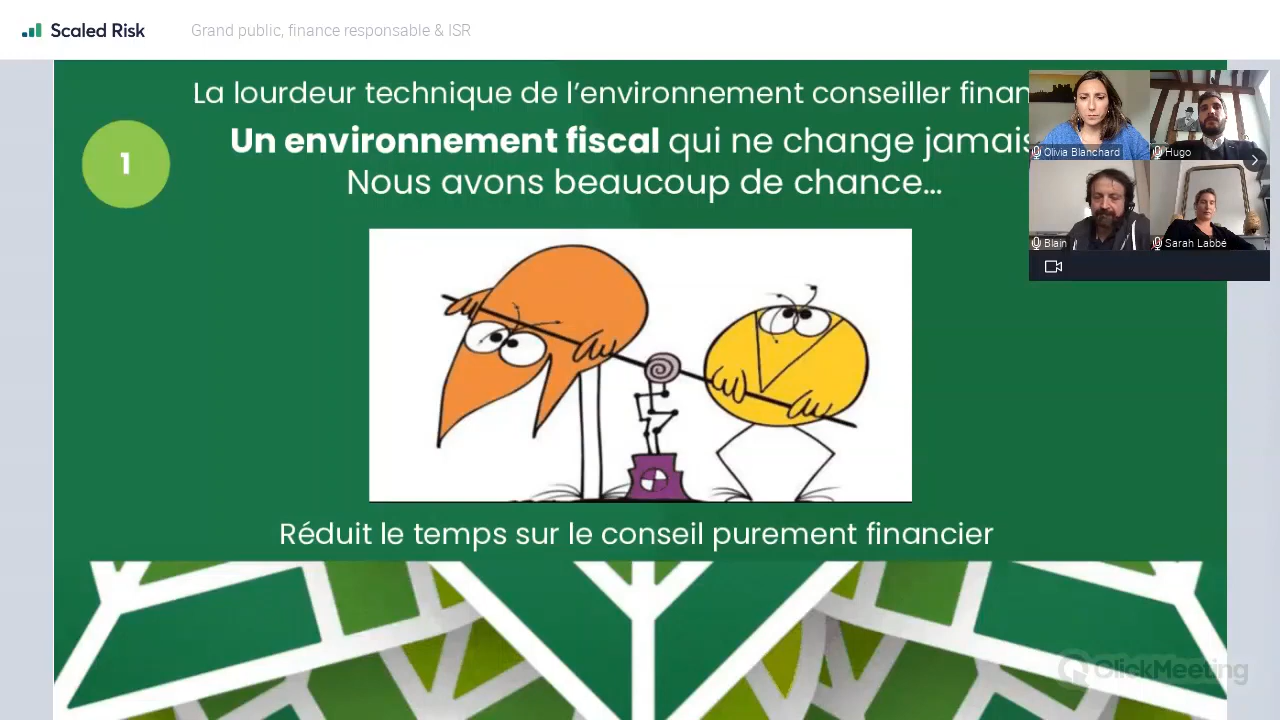 Scaled Risk
Grand public, finance responsable & ISR
La lourdeur technique de l'environnement conseiller finan
1
Un environnement fiscal qui ne change jamais
Nous avons beaucoup de chance...
Olivia Blanchard
Hugo
Blain
Sarah Labbé
Réduit le temps sur le conseil purement financier
ClickMeeting